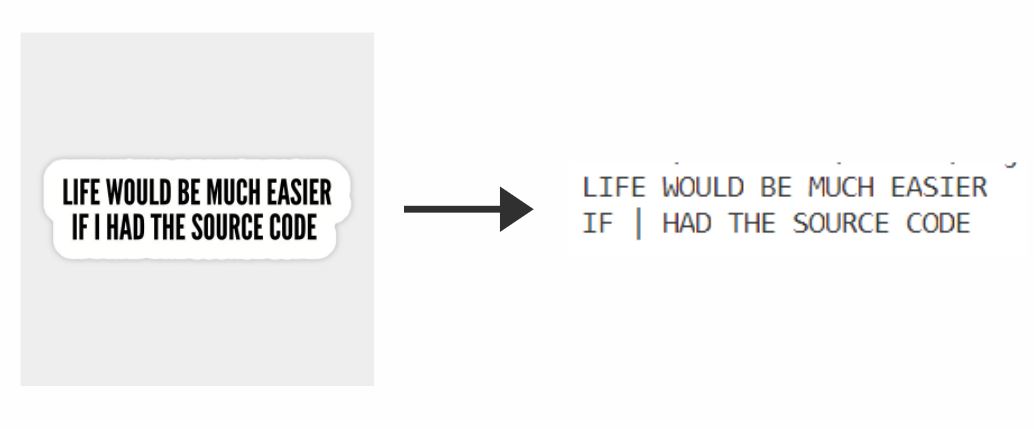 LIFE WOULD BE MUCH EASIER
IF I HAD THE SOURCE CODE
LIFE WOULD BE MUCH EASIER
IF | HAD THE SOURCE CODE